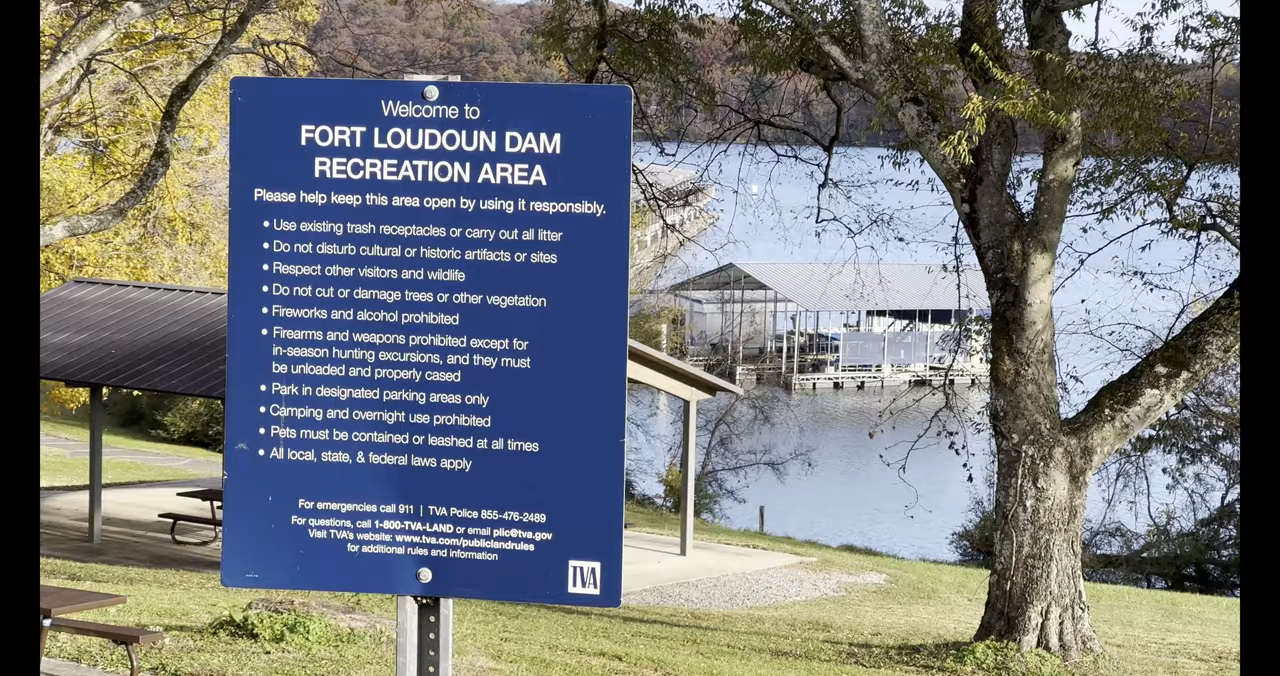 Welcome to
FORT LOUDOUN DAM
RECREATION AREA
Please help keep this area open by using it responsibly.
• Use existing trash receptacles or carry out all litter
• Do not disturb cultural or historic artifacts or sites
• Respect other visitors and wildlife
• Do not cut or damage trees or other vegetation
• Fireworks and alcohol prohibited
• Firearms and weapons prohibited except for
in-season hunting excursions, and they must
be unloaded and properly cased
• Park in designated parking areas only
• Camping and overnight use prohibited
• Pets must be contained or leashed at all times
• All local, state, & federal laws apply
For emergencies call 911 | TVA Police 855-476-2489
For questions, call 1-800-TVA-LAND or email plic@tva.gov
Visit TVA's website: www.tva.com/publiclandrules
for additional rules and information
TVA